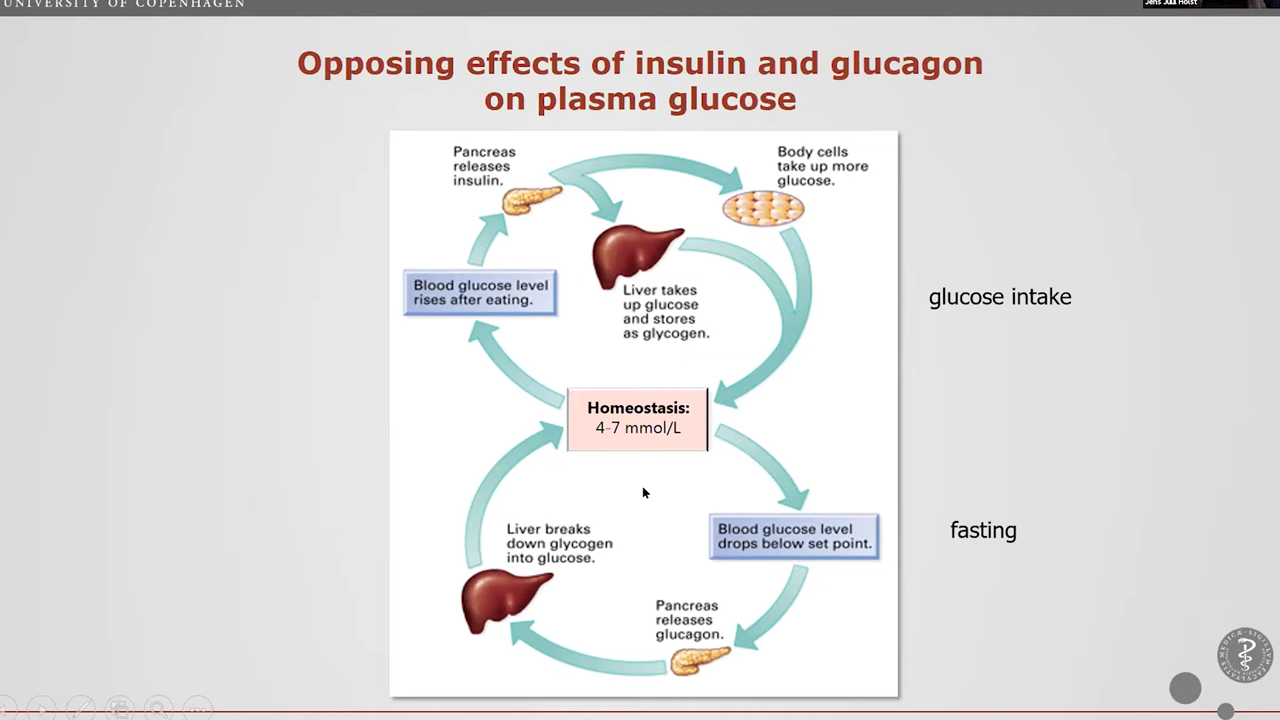 UNIVERSITY OF COPENHAGEN
Jens Juul Holst
Opposing effects of insulin and glucagon
on plasma glucose
Pancreas
releases
insulin.
Body cells
take up more
glucose.
Blood glucose level
rises after eating.
Liver takes
up glucose
and stores
as glycogen.
glucose intake
Homeostasis:
4-7 mmol/L
Liver breaks
down glycogen
into glucose.
Blood glucose level
drops below set point.
fasting
Pancreas
releases
glucagon.